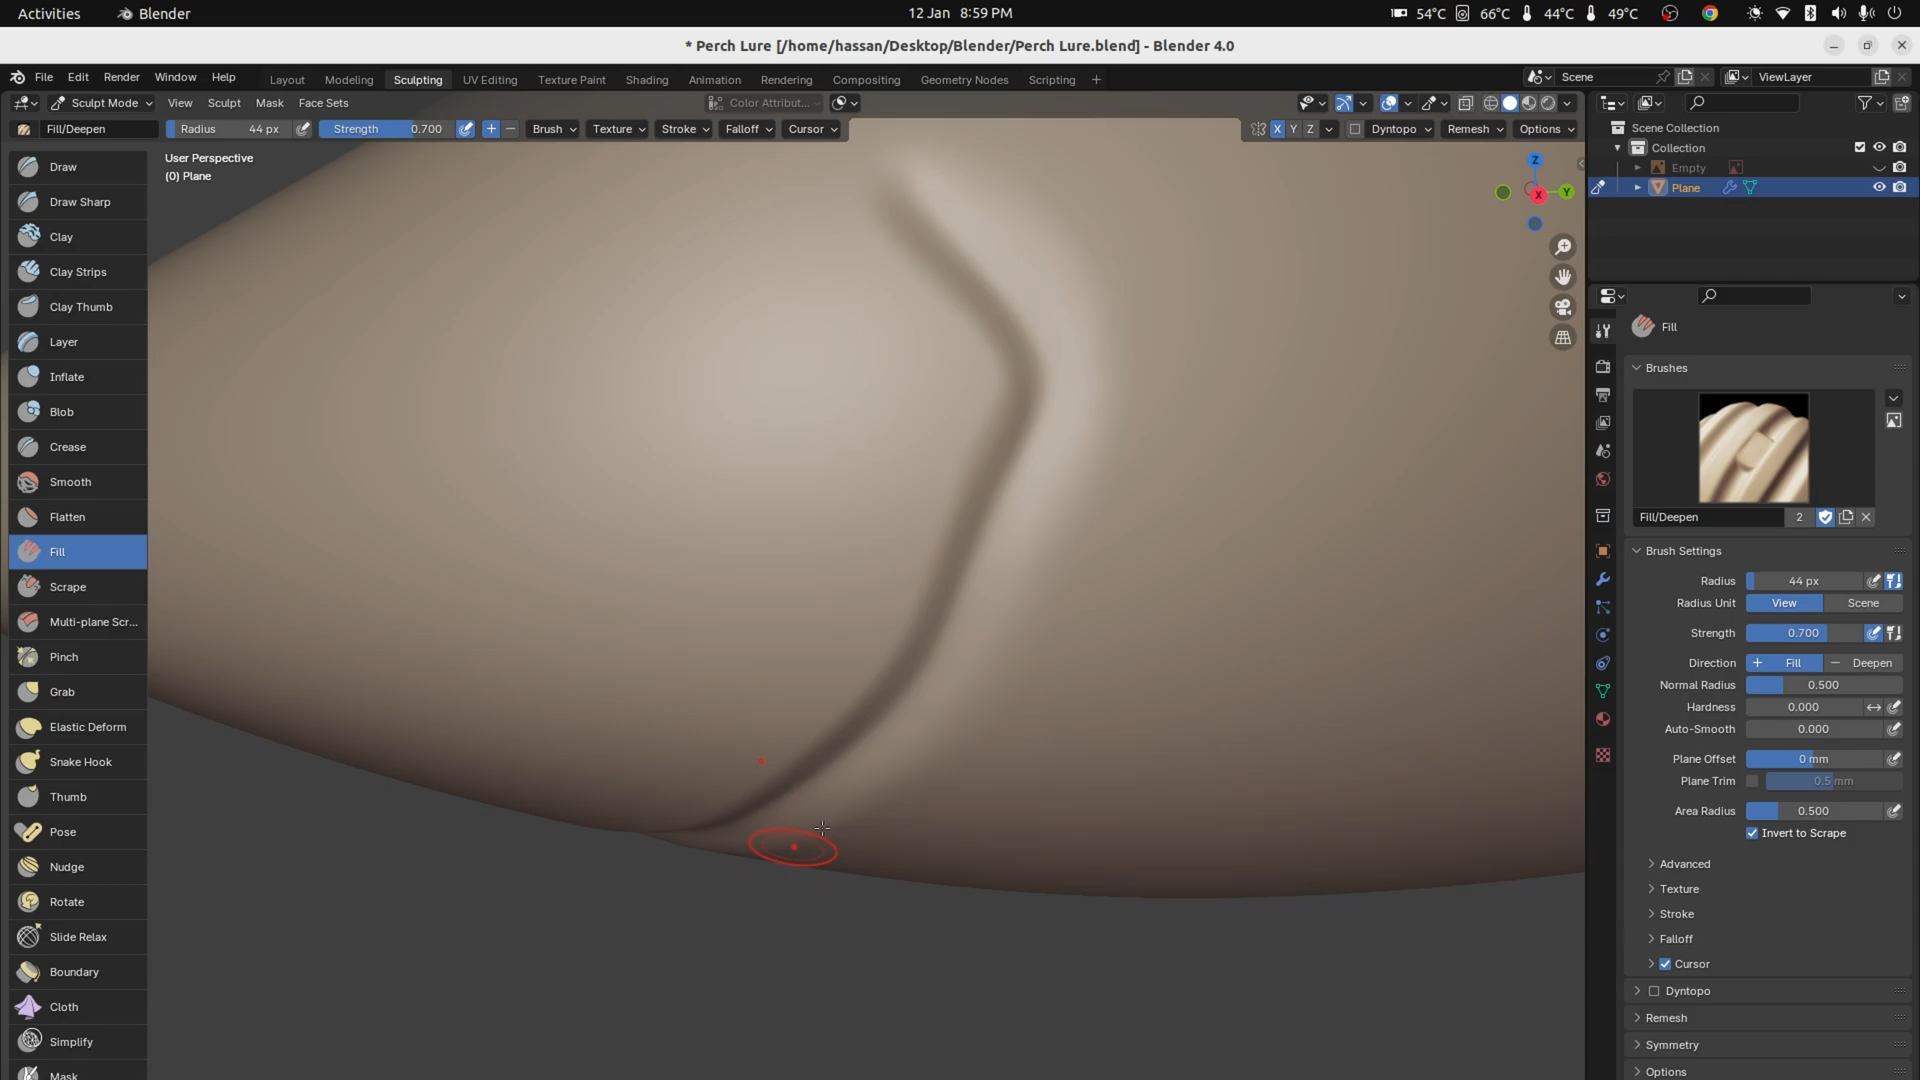 Activities Blender 12 Jan 8:59 PM 54°C 66°C 44°C 49°C
* Perch Lure [/home/hassan/Desktop/Blender/Perch Lure.blend] - Blender 4.0
File Edit Render Window Help Layout Modeling Sculpting UV Editing Texture Paint Shading Animation Rendering Compositing Geometry Nodes Scripting + Scene ViewLayer
Sculpt Mode View Sculpt Mask Face Sets Color Attribut...
Fill/Deepen Radius 44 px Strength 0.700 Brush Texture Stroke Falloff Cursor X Y Z Dyntopo Remesh Options
User Perspective
(0) Plane
Z
Y
X
Draw
Draw Sharp
Clay
Clay Strips
Clay Thumb
Layer
Inflate
Blob
Crease
Smooth
Flatten
Fill
Scrape
Multi-plane Scr...
Pinch
Grab
Elastic Deform
Snake Hook
Thumb
Pose
Nudge
Rotate
Slide Relax
Boundary
Cloth
Simplify
Mask
Scene Collection
Collection
Empty
Plane
Fill
Brushes
Fill/Deepen 2
Brush Settings
Radius 44 px
Radius Unit View Scene
Strength 0.700
Direction + Fill − Deepen
Normal Radius 0.500
Hardness 0.000
Auto-Smooth 0.000
Plane Offset 0 mm
Plane Trim 0.5 mm
Area Radius 0.500
Invert to Scrape
Advanced
Texture
Stroke
Falloff
Cursor
Dyntopo
Remesh
Symmetry
Options